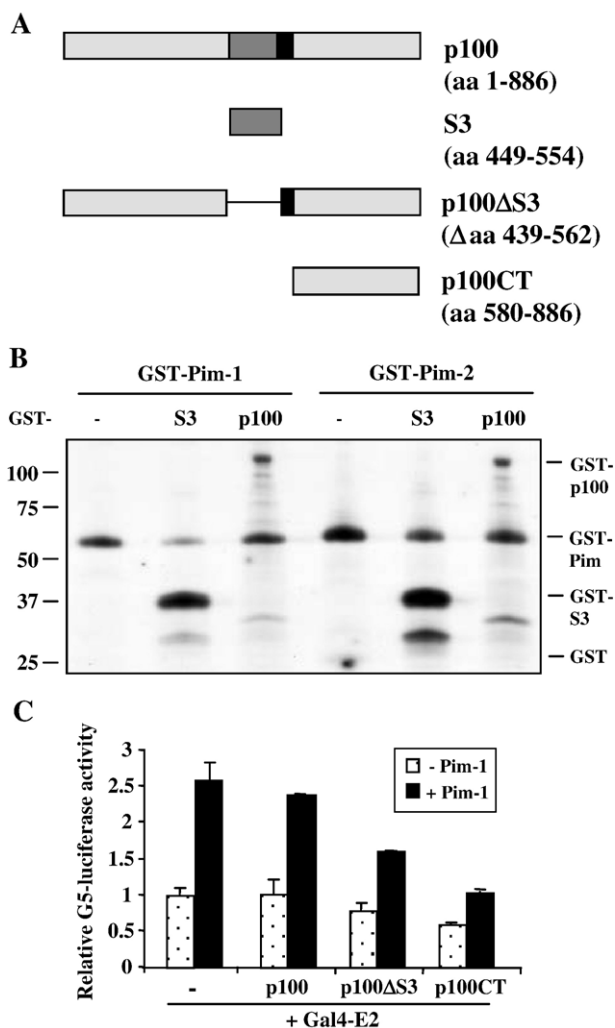 A
p100
(aa 1-886)
S3
(aa 449-554)
p100ΔS3
(Δaa 439-562)
p100CT
(aa 580-886)
B
GST-Pim-1 GST-Pim-2
GST- - S3 p100 - S3 p100
100
75
50
37
25
GST-
p100
GST-
Pim
GST-
S3
GST
C
Relative G5-luciferase activity
3
2.5
2
1.5
1
0.5
0
- Pim-1
+ Pim-1
- p100 p100ΔS3 p100CT
+ Gal4-E2